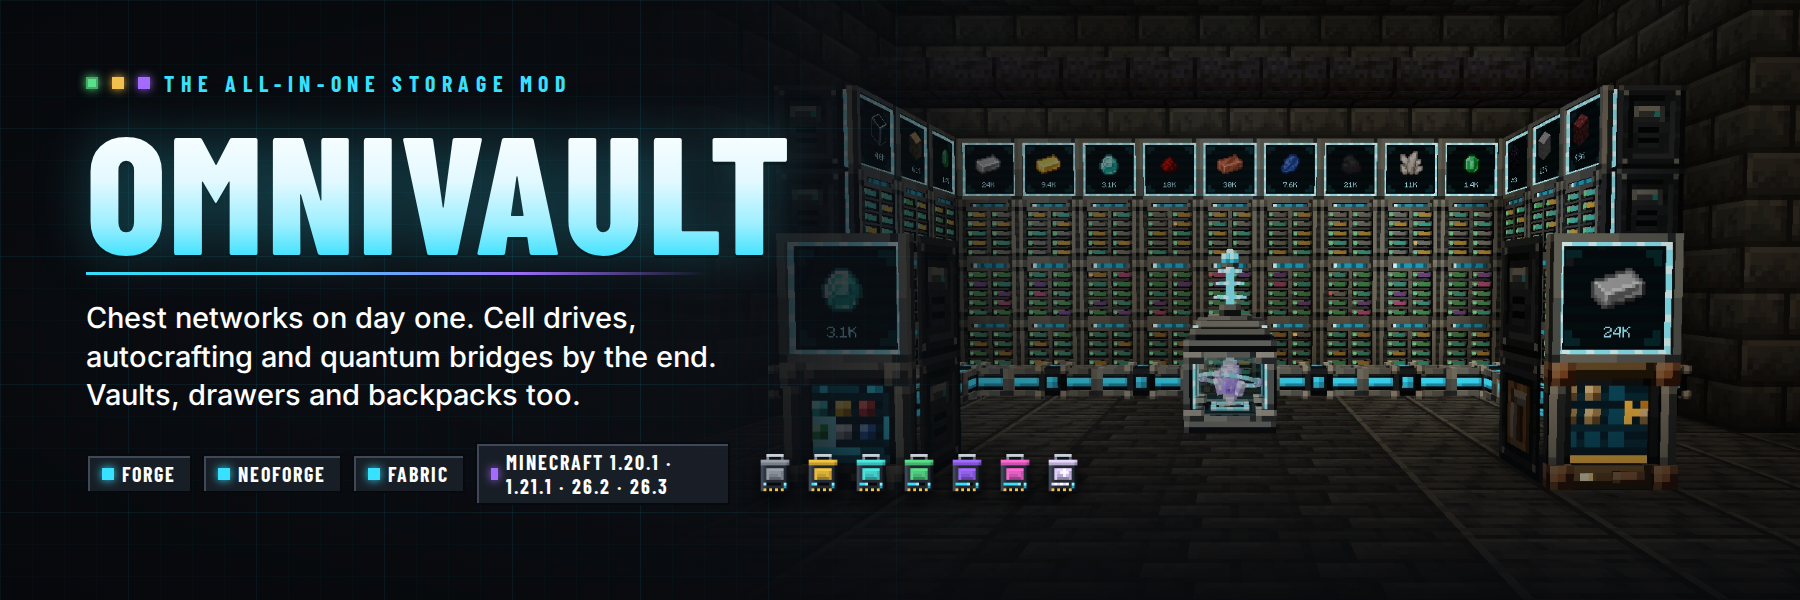 THE ALL-IN-ONE STORAGE MOD
OMNIVAULT
Chest networks on day one. Cell drives,
autocrafting and quantum bridges by the end.
Vaults, drawers and backpacks too.
FORGE
NEOFORGE
FABRIC
MINECRAFT 1.20.1 ·
1.21.1 · 26.2 · 26.3
24K
9.4K
3.1K
18K
38K
7.6K
21K
11K
1.4K
3.1K
24K